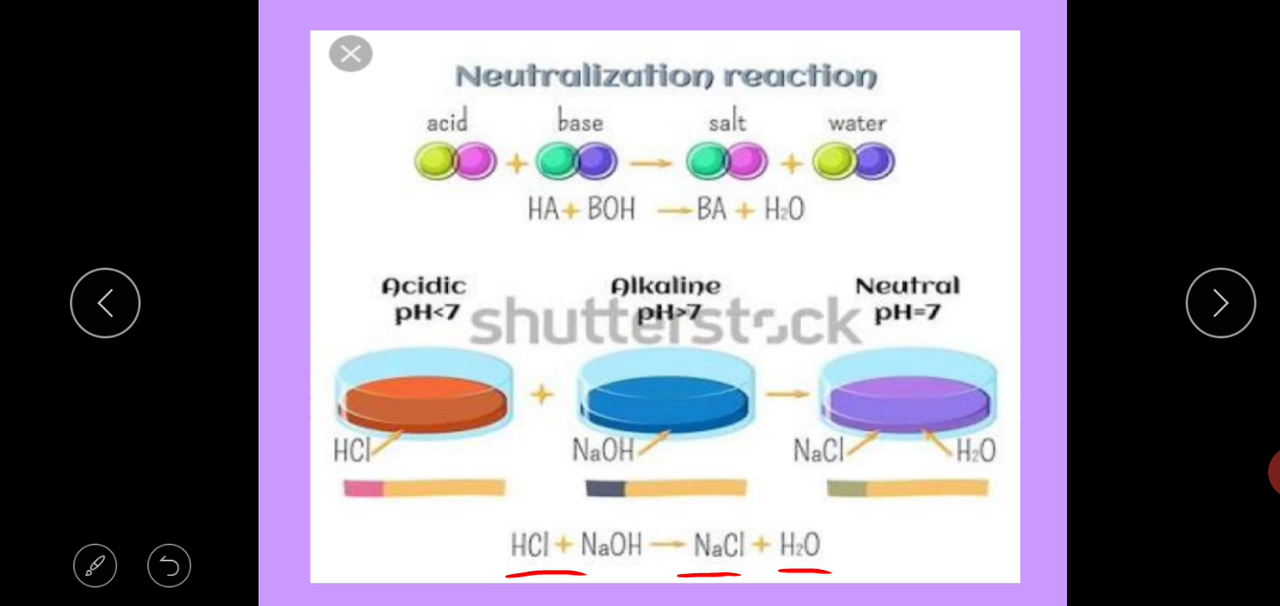 Neutralization reaction
acid base salt water
HA + BOH → BA + H₂O
Acidic Alkaline Neutral
pH<7 pH>7 pH=7
shutterstock
HCl NaOH NaCl H₂O
HCl + NaOH → NaCl + H₂O